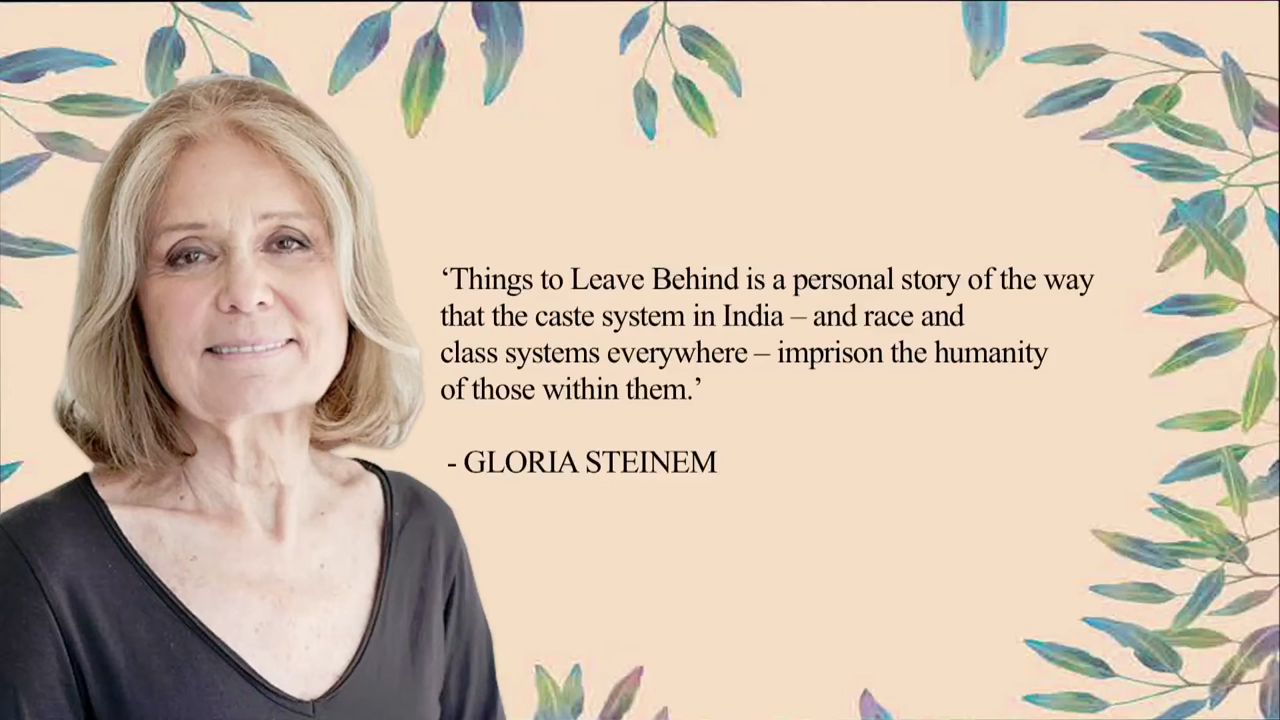 ‘Things to Leave Behind is a personal story of the way
that the caste system in India – and race and
class systems everywhere – imprison the humanity
of those within them.’
- GLORIA STEINEM